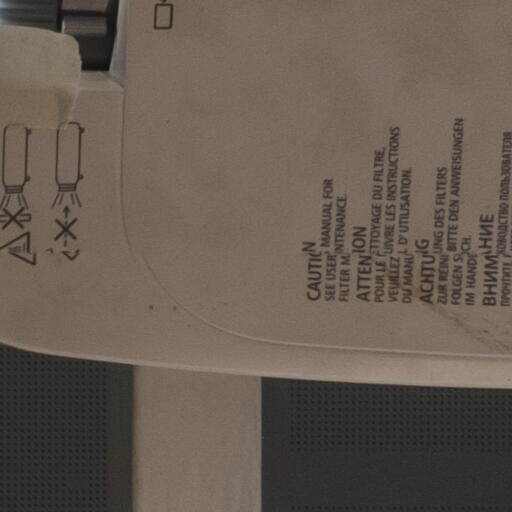 CAUTION
SEE USER MANUAL FOR
FILTER MAINTENANCE.
ATTENTION
POUR LE NETTOYAGE DU FILTRE,
VEUILLEZ SUIVRE LES INSTRUCTIONS
DU MANUEL D'UTILISATION.
ACHTUNG
ZUR REINIGUNG DES FILTERS
FOLGEN SIE BITTE DEN ANWEISUNGEN
IM HANDBUCH.
ВНИМАНИЕ